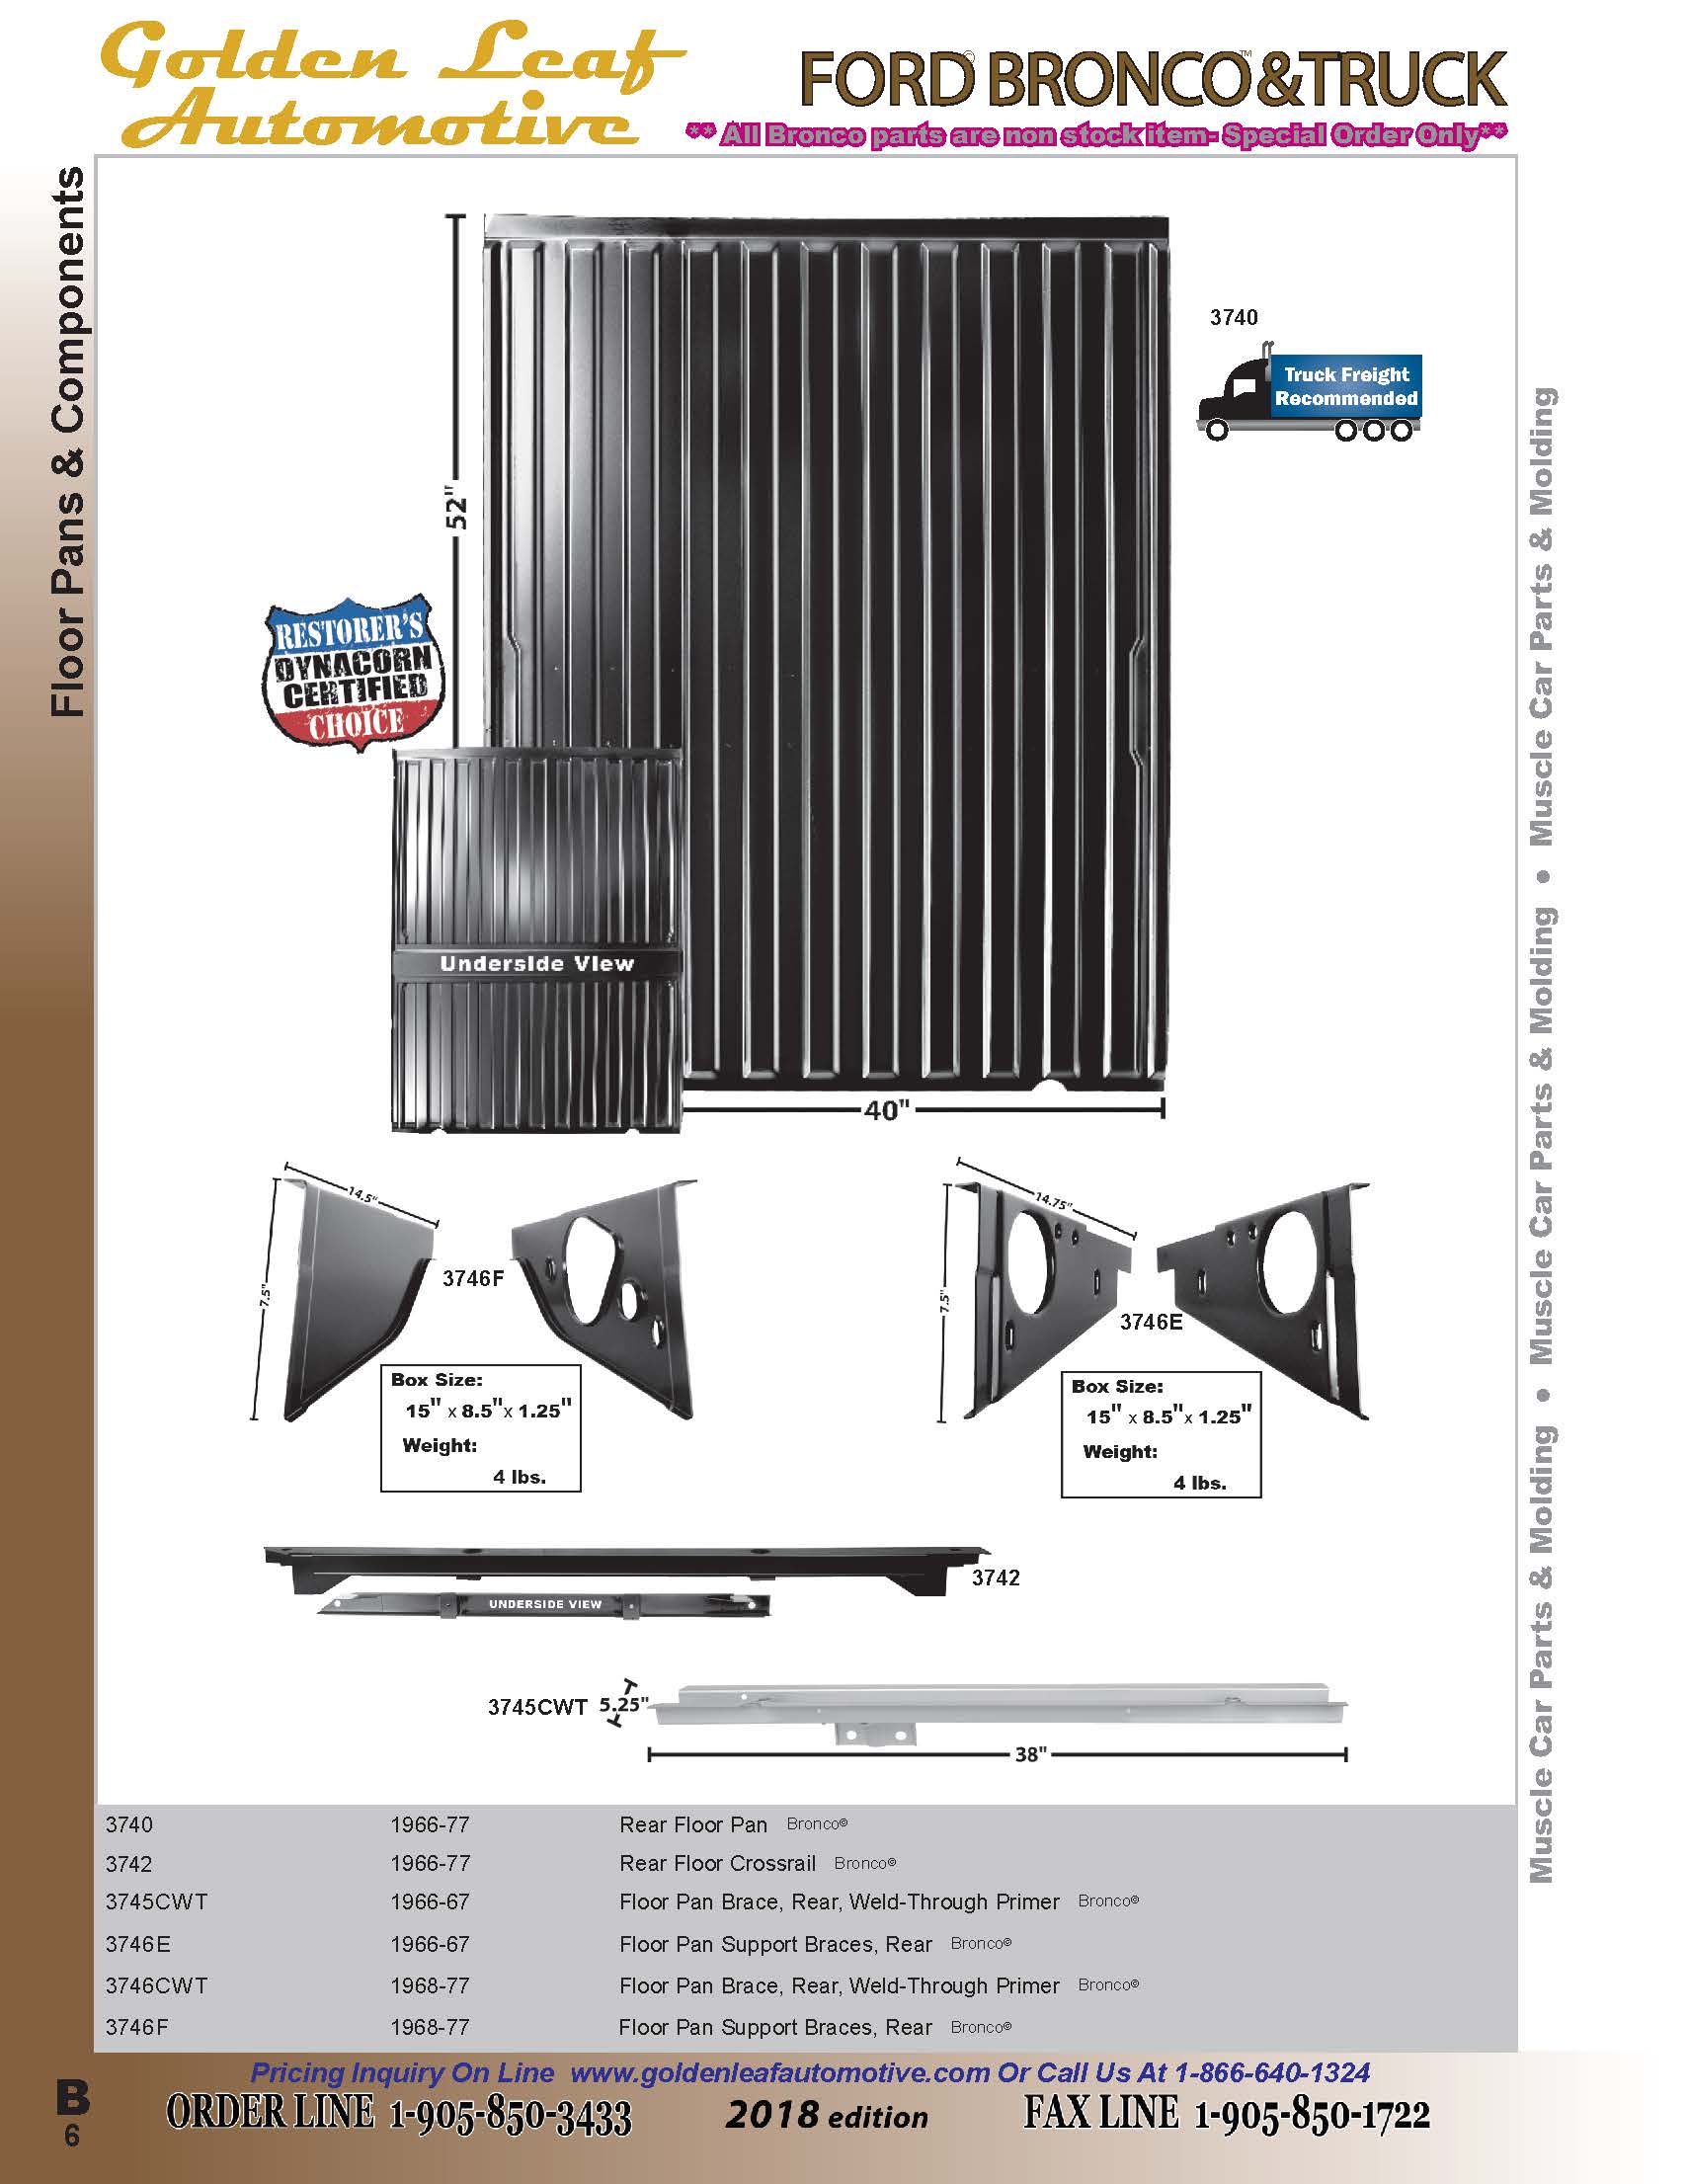 Golden Leaf
Automotive
FORD© BRONCO™&TRUCK
** All Bronco parts are non stock item- Special Order Only**
Floor Pans & Components
52"
3740
Truck Freight
Recommended
RESTORER'S
DYNACORN
CERTIFIED
CHOICE
Underside View
40"
14.5"
7.5"
3746F
Box Size:
15" x 8.5"x 1.25"
Weight:
4 lbs.
14.75"
7.5"
3746E
Box Size:
15" x 8.5"x 1.25"
Weight:
4 lbs.
3742
UNDERSIDE VIEW
3745CWT 5.25"
38"
3740 1966-77 Rear Floor Pan Bronco©
3742 1966-77 Rear Floor Crossrail Bronco©
3745CWT 1966-67 Floor Pan Brace, Rear, Weld-Through Primer Bronco©
3746E 1966-67 Floor Pan Support Braces, Rear Bronco©
3746CWT 1968-77 Floor Pan Brace, Rear, Weld-Through Primer Bronco©
3746F 1968-77 Floor Pan Support Braces, Rear Bronco©
Muscle Car Parts & Molding • Muscle Car Parts & Molding • Muscle Car Parts & Molding
Pricing Inquiry On Line www.goldenleafautomotive.com Or Call Us At 1-866-640-1324
B
6
ORDER LINE 1-905-850-3433 2018 edition FAX LINE 1-905-850-1722